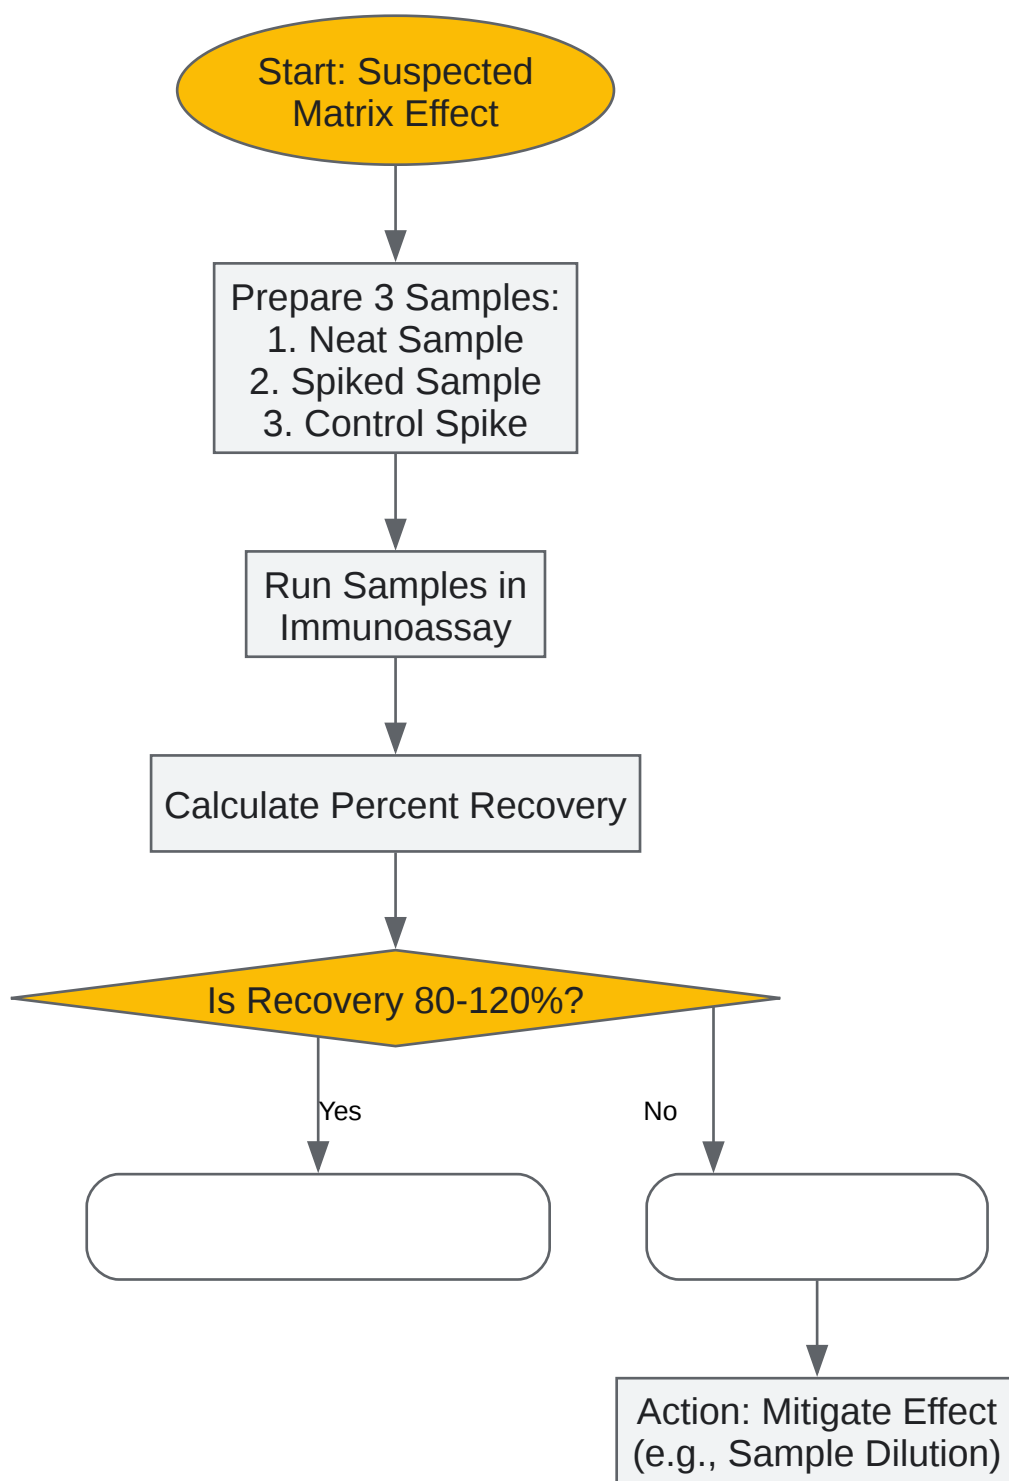 Start: Suspected
Matrix Effect
Prepare 3 Samples:
1. Neat Sample
2. Spiked Sample
3. Control Spike
Run Samples in
Immunoassay
Calculate Percent Recovery
Is Recovery 80-120%?
Yes
No
Action: Mitigate Effect
(e.g., Sample Dilution)